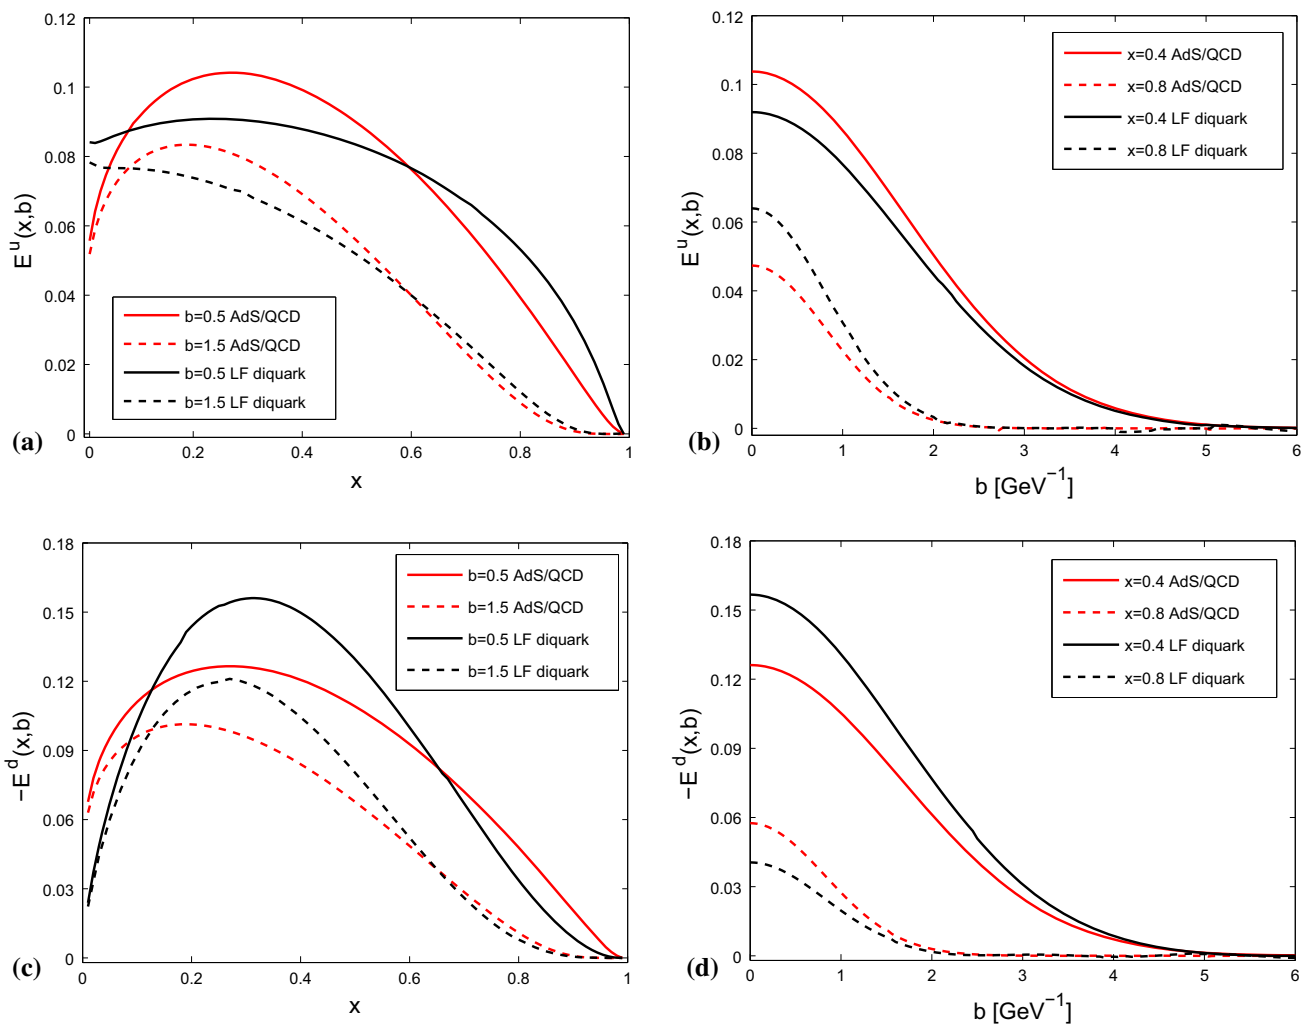 0.12
0.1
0.08
0.06
0.04
0.02
0
E^u(x,b)
b=0.5 AdS/QCD
b=1.5 AdS/QCD
b=0.5 LF diquark
b=1.5 LF diquark
(a)
0 0.2 0.4 0.6 0.8 1
x
0.12
0.1
0.08
0.06
0.04
0.02
0
E^u(x,b)
x=0.4 AdS/QCD
x=0.8 AdS/QCD
x=0.4 LF diquark
x=0.8 LF diquark
(b)
0 1 2 3 4 5 6
b [GeV^−1]
0.18
0.15
0.12
0.09
0.06
0.03
0
−E^d(x,b)
b=0.5 AdS/QCD
b=1.5 AdS/QCD
b=0.5 LF diquark
b=1.5 LF diquark
(c)
0 0.2 0.4 0.6 0.8 1
x
0.18
0.15
0.12
0.09
0.06
0.03
0
−E^d(x,b)
x=0.4 AdS/QCD
x=0.8 AdS/QCD
x=0.4 LF diquark
x=0.8 LF diquark
(d)
0 1 2 3 4 5 6
b [GeV^−1]